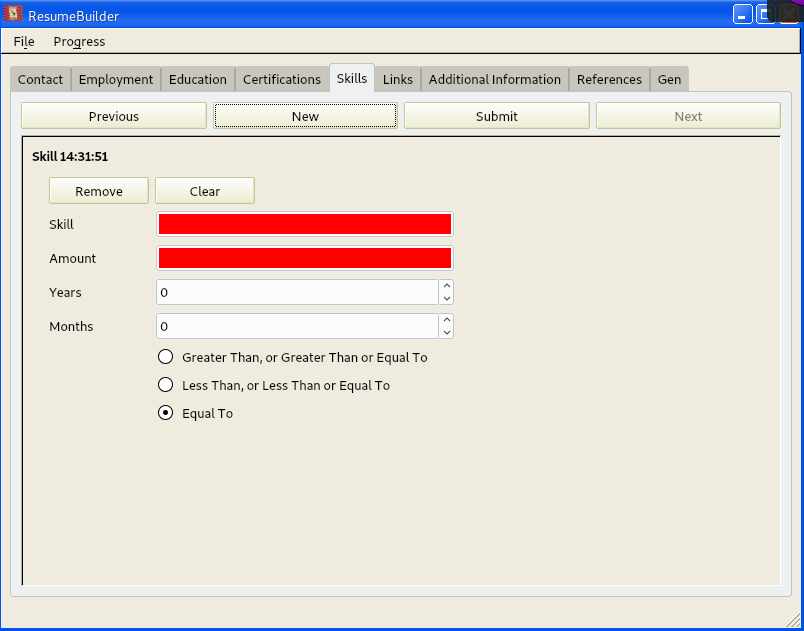 ResumeBuilder
File Progress
Contact Employment Education Certifications Skills Links Additional Information References Gen
Previous New Submit Next
Skill 14:31:51
Remove Clear
Skill
Amount
Years 0
Months 0
Greater Than, or Greater Than or Equal To
Less Than, or Less Than or Equal To
Equal To